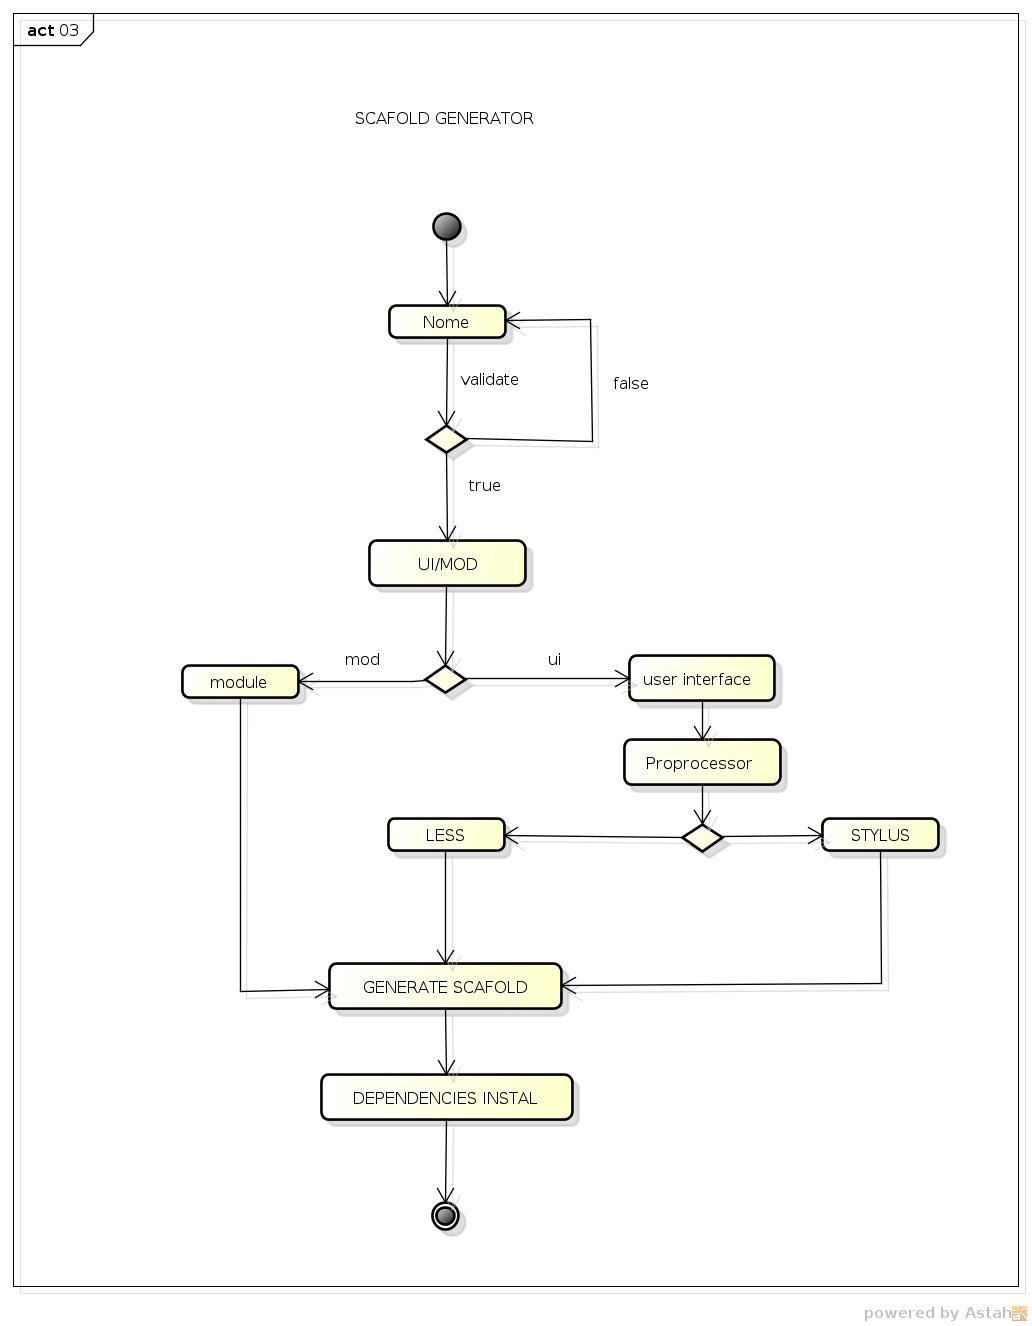 act 03
SCAFOLD GENERATOR
Nome
validate
false
true
UI/MOD
mod
ui
module
user interface
Proprocessor
LESS
STYLUS
GENERATE SCAFOLD
DEPENDENCIES INSTAL
powered by Astah